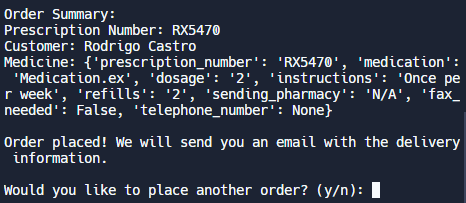 Order Summary:
Prescription Number: RX5470
Customer: Rodrigo Castro
Medicine: {'prescription_number': 'RX5470', 'medication':
 'Medication.ex', 'dosage': '2', 'instructions': 'Once pe
r week', 'refills': '2', 'sending_pharmacy': 'N/A', 'fax_
needed': False, 'telephone_number': None}
Order placed! We will send you an email with the delivery
 information.
Would you like to place another order? (y/n):